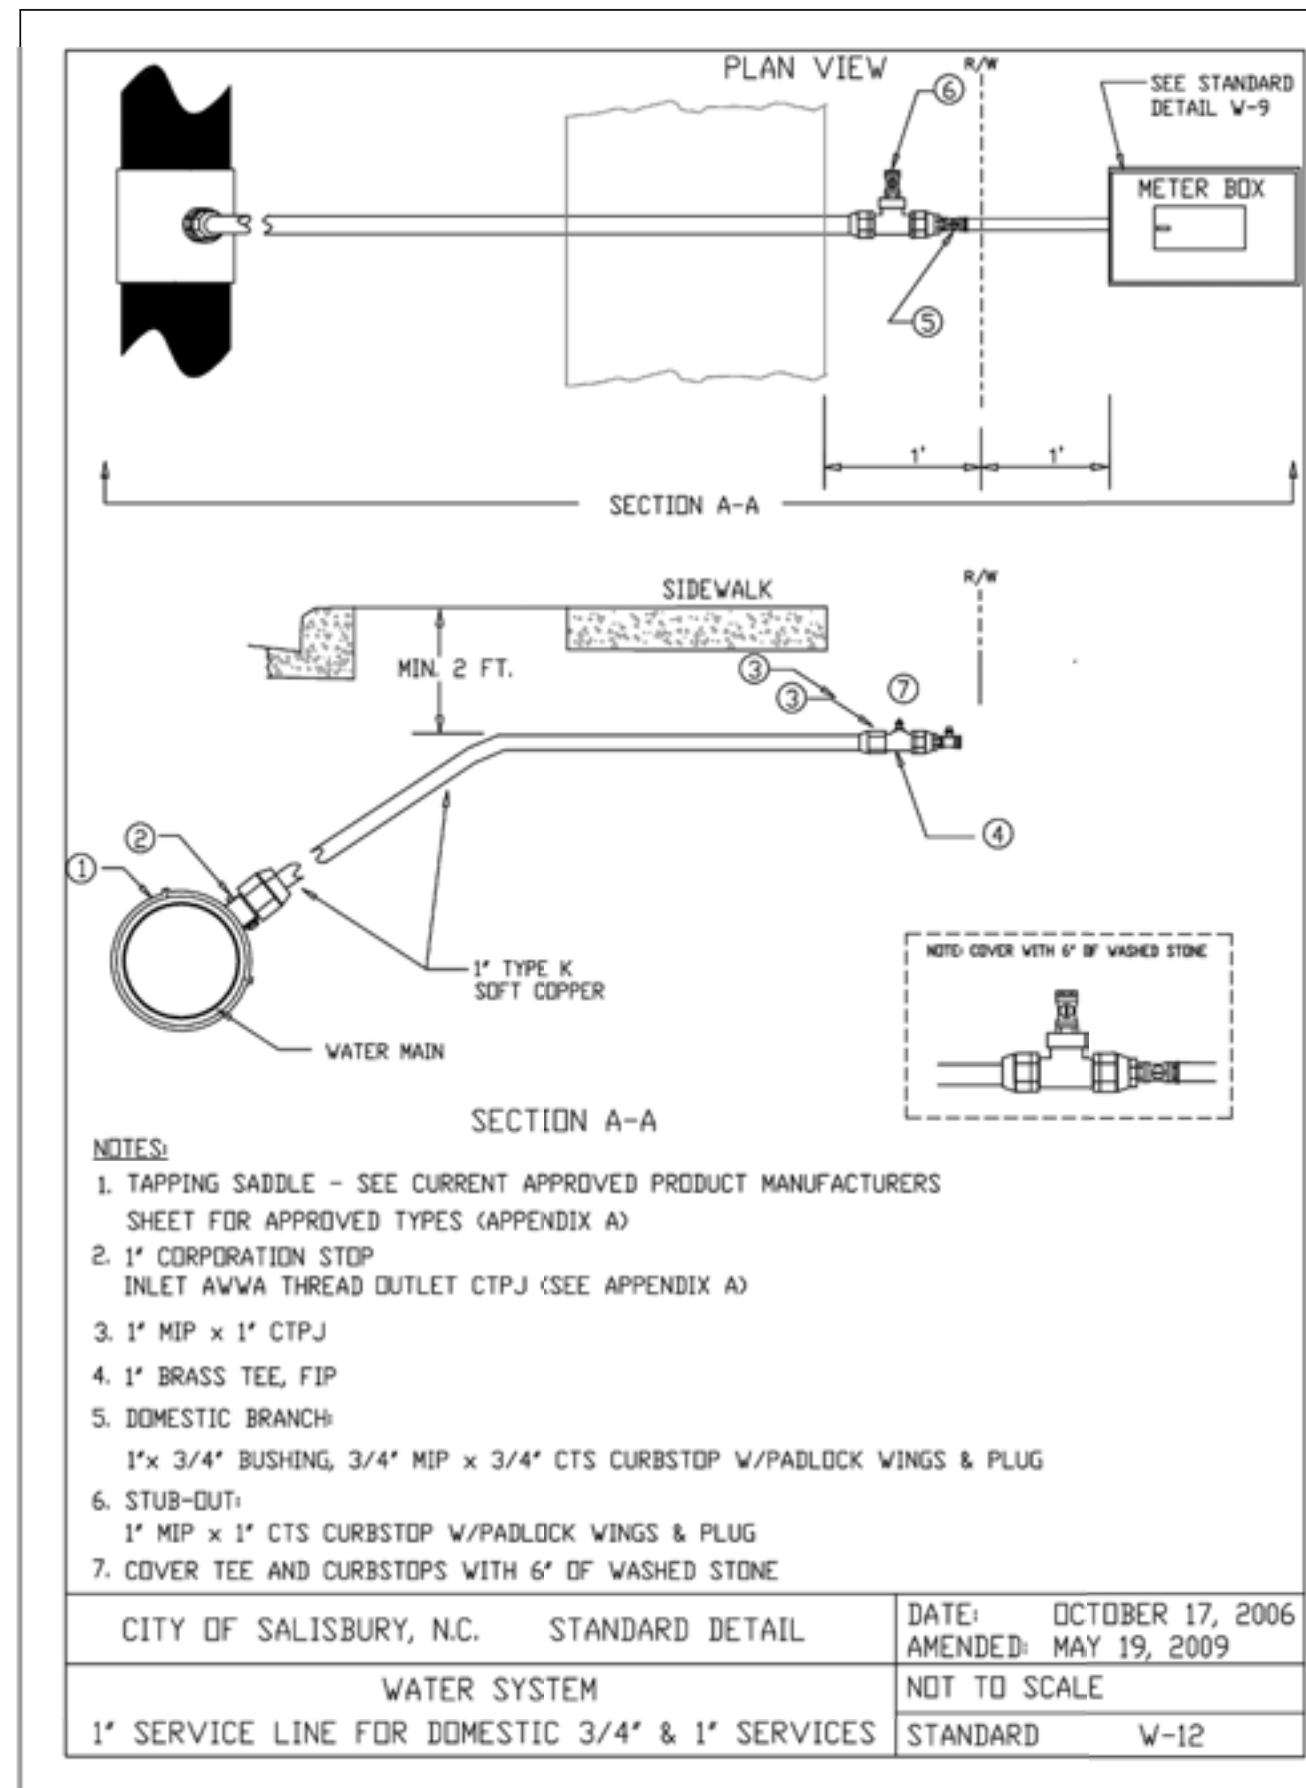 PLAN VIEW
R/W
6
SEE STANDARD
DETAIL W-9
METER BOX
5
1'
1'
SECTION A-A
R/W
SIDEWALK
MIN. 2 FT.
3
3
7
4
2
1
1" TYPE K
SOFT COPPER
WATER MAIN
NOTE: COVER WITH 6" OF WASHED STONE
SECTION A-A
NOTES:
1. TAPPING SADDLE - SEE CURRENT APPROVED PRODUCT MANUFACTURERS
SHEET FOR APPROVED TYPES (APPENDIX A)
2. 1" CORPORATION STOP
INLET AWWA THREAD OUTLET CTPJ (SEE APPENDIX A)
3. 1" MIP x 1" CTPJ
4. 1" BRASS TEE, FIP
5. DOMESTIC BRANCH:
1"x 3/4" BUSHING, 3/4" MIP x 3/4" CTS CURBSTOP W/PADLOCK WINGS & PLUG
6. STUB-OUT:
1" MIP x 1" CTS CURBSTOP W/PADLOCK WINGS & PLUG
7. COVER TEE AND CURBSTOPS WITH 6" OF WASHED STONE
CITY OF SALISBURY, N.C. STANDARD DETAIL
DATE: OCTOBER 17, 2006
AMENDED: MAY 19, 2009
WATER SYSTEM
1" SERVICE LINE FOR DOMESTIC 3/4" & 1" SERVICES
NOT TO SCALE
STANDARD W-12